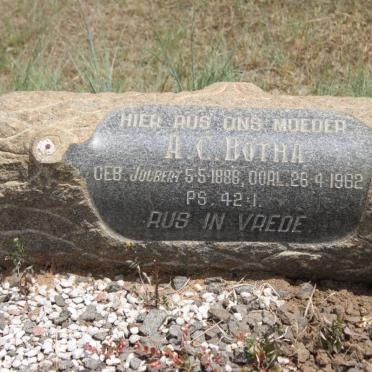 HIER RUS ONS MOEDER
A. C. BOTHA
GEB. JOUBERT 5·5·1886, OORL. 26·4·1962
PS. 42·1.
RUS IN VREDE